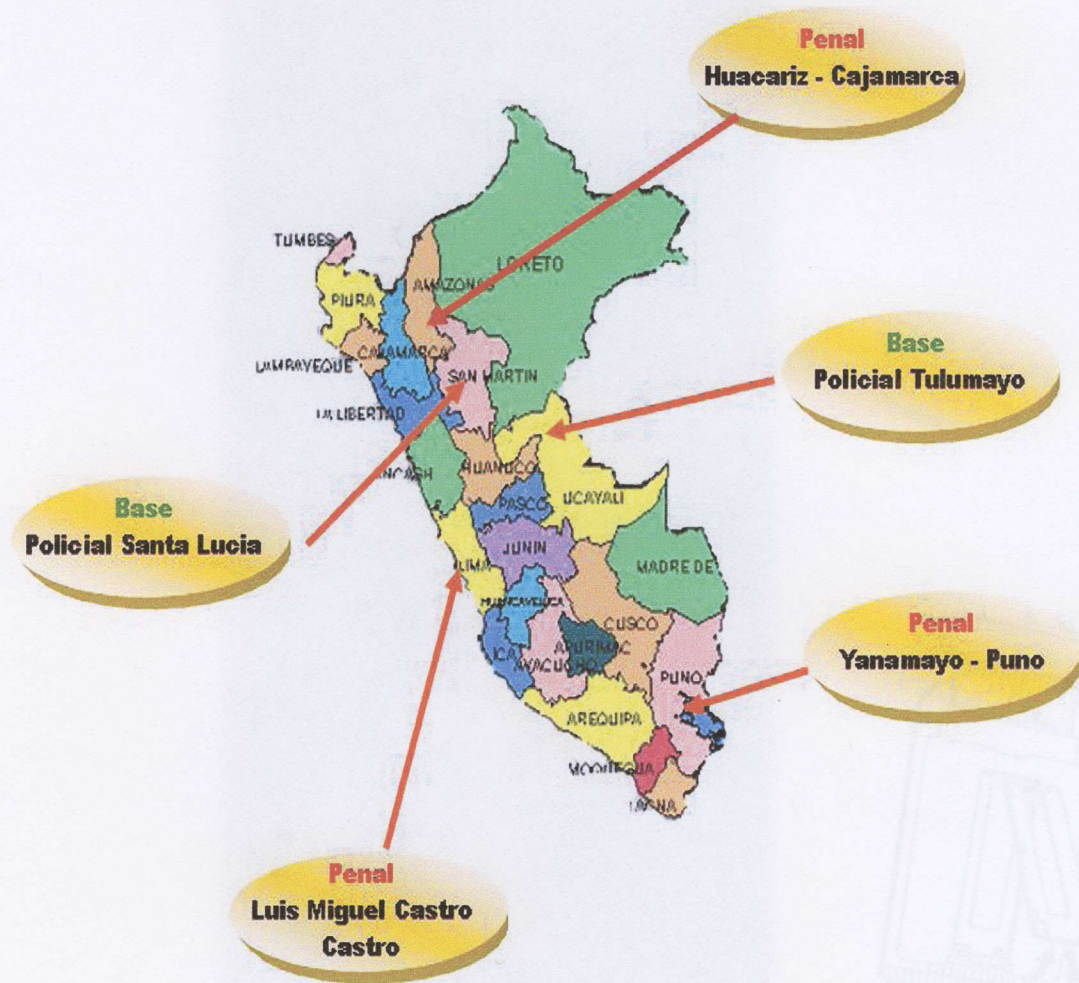 Penal
Huacariz - Cajamarca
TUMBES
LORETO
AMAZONAS
PIURA
CAJAMARCA
LAMBAYEQUE
SAN MARTIN
Base
Policial Tulumayo
LA LIBERTAD
HUANUCO
ANCASH
UCAYALI
PASCO
Base
Policial Santa Lucia
JUNIN
LIMA
MADRE DE
HUANCAVELICA
CUSCO
Penal
Yanamayo - Puno
ICA
APURIMAC
AYACUCHO
PUNO
AREQUIPA
MOQUEGUA
TACNA
Penal
Luis Miguel Castro
Castro